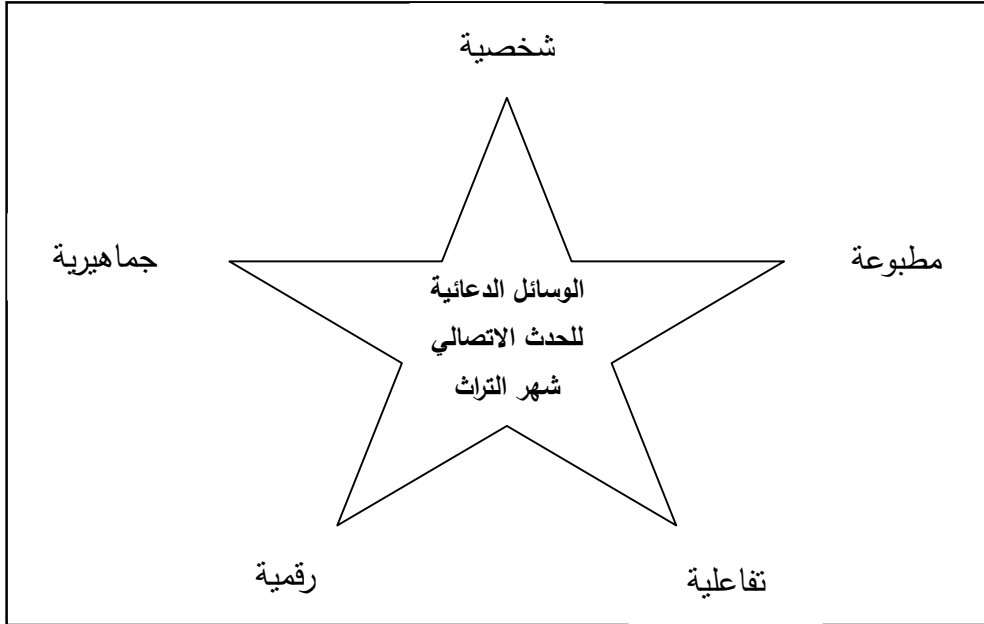 شخصية
مطبوعة
جماهيرية
الوسائل الدعائية
للحدث الاتصالي
شهر التراث
تفاعلية
رقمية